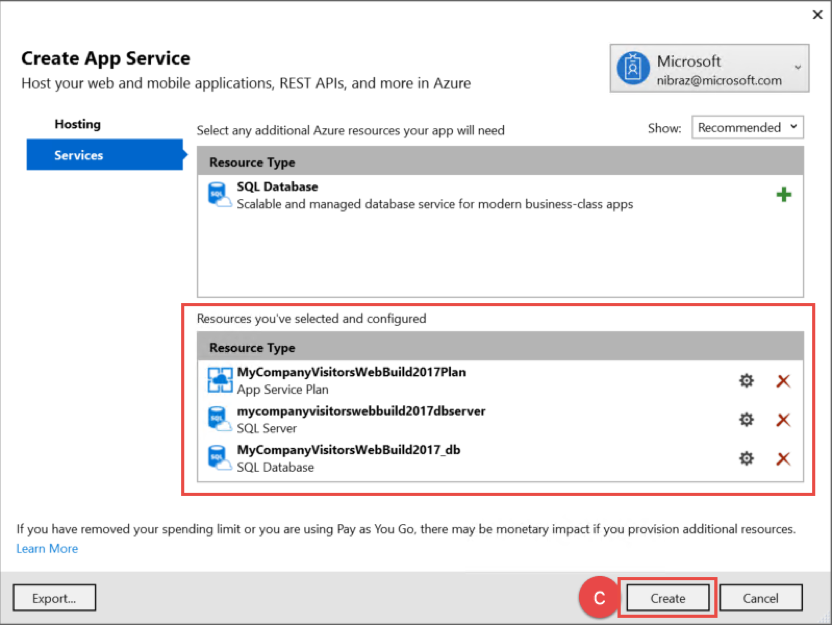 Create App Service
Host your web and mobile applications, REST APIs, and more in Azure
Microsoft
nibraz@microsoft.com
Hosting
Services
Select any additional Azure resources your app will need
Show: Recommended
Resource Type
SQL Database
Scalable and managed database service for modern business-class apps
Resources you've selected and configured
Resource Type
MyCompanyVisitorsWebBuild2017Plan
App Service Plan
SQL
mycompanyvisitorswebbuild2017dbserver
SQL Server
SQL
MyCompanyVisitorsWebBuild2017_db
SQL Database
If you have removed your spending limit or you are using Pay as You Go, there may be monetary impact if you provision additional resources.
Learn More
Export...
C
Create
Cancel